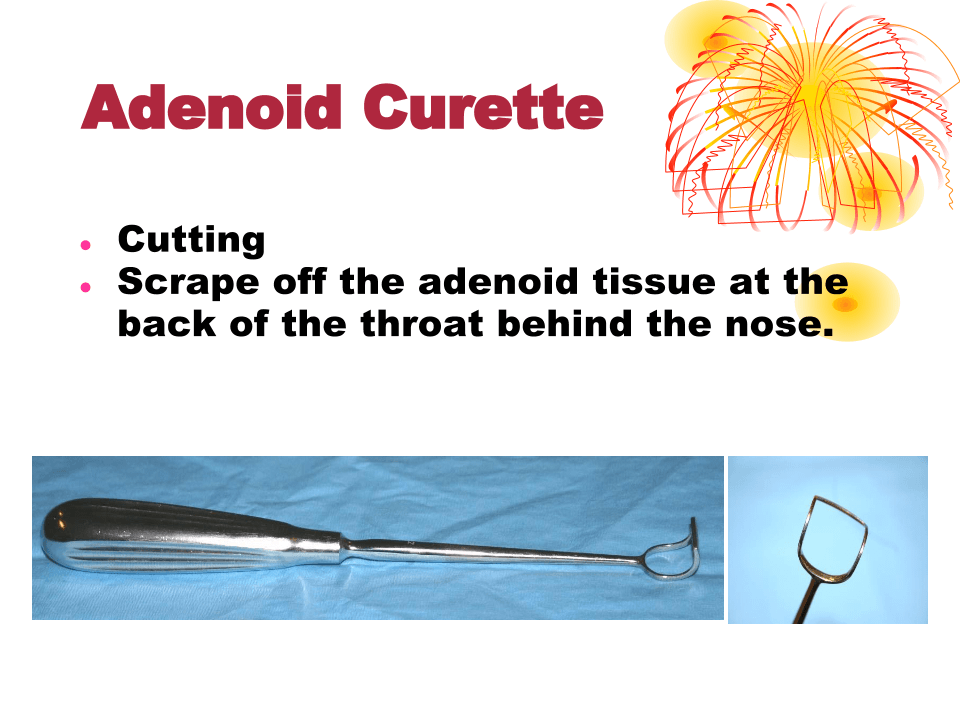 Adenoid Curette
Cutting
Scrape off the adenoid tissue at the
back of the throat behind the nose.